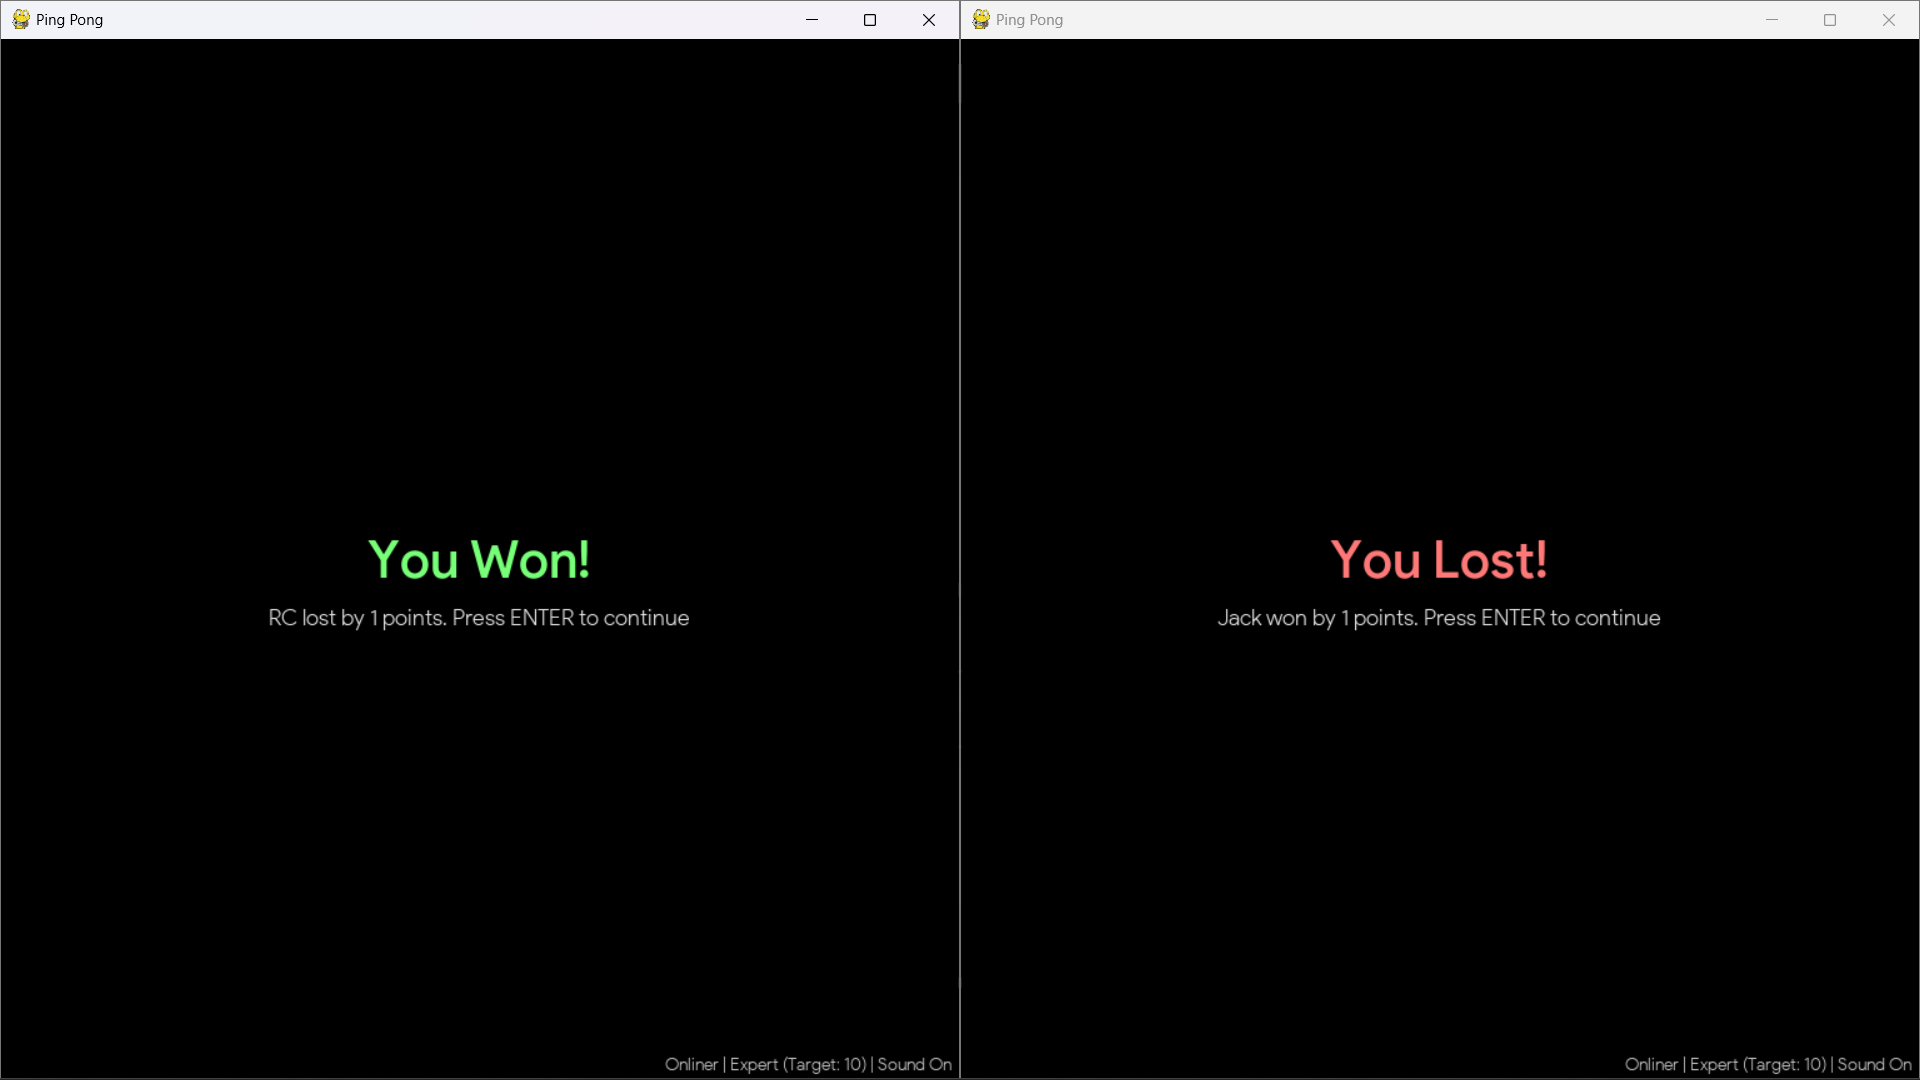 Ping Pong
You Won!
RC lost by 1 points. Press ENTER to continue
Onliner | Expert (Target: 10) | Sound On
Ping Pong
You Lost!
Jack won by 1 points. Press ENTER to continue
Onliner | Expert (Target: 10) | Sound On